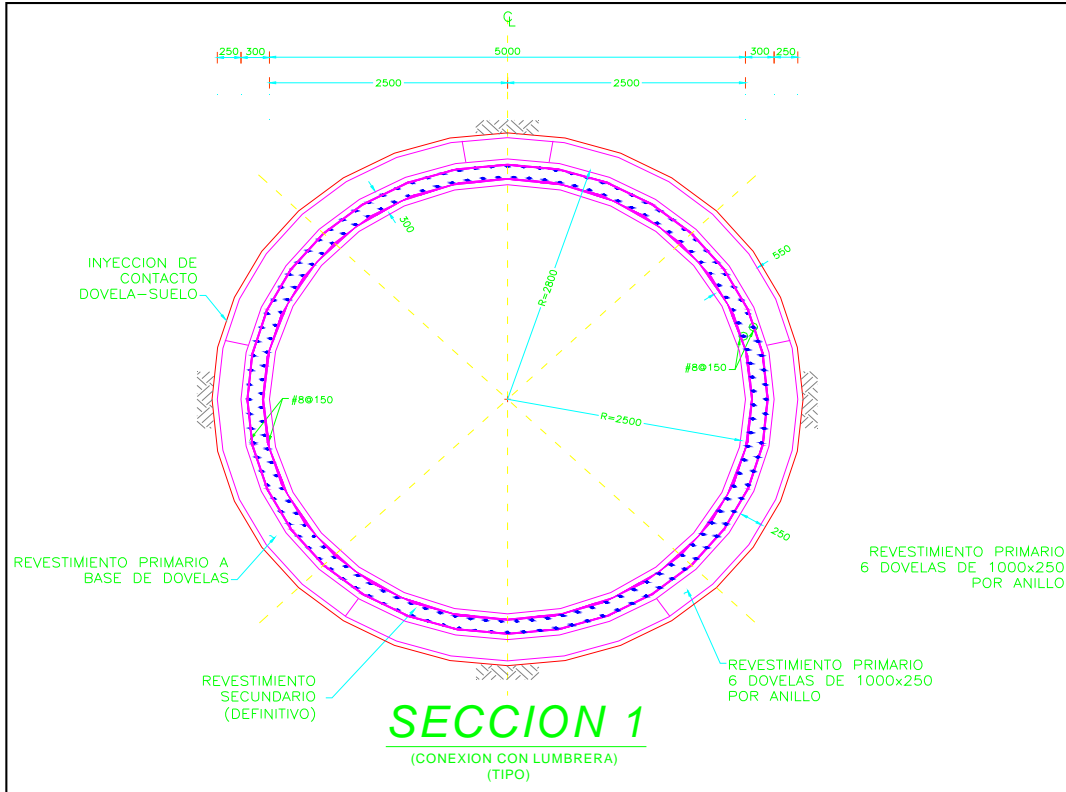 ℄
250 300 5000 300 250
2500 2500
300
550
R=2800
INYECCION DE
CONTACTO
DOVELA-SUELO
#8@150
#8@150
R=2500
250
REVESTIMIENTO PRIMARIO A
BASE DE DOVELAS
REVESTIMIENTO PRIMARIO
6 DOVELAS DE 1000x250
POR ANILLO
REVESTIMIENTO
SECUNDARIO
(DEFINITIVO)
REVESTIMIENTO PRIMARIO
6 DOVELAS DE 1000x250
POR ANILLO
SECCION 1
(CONEXION CON LUMBRERA)
(TIPO)